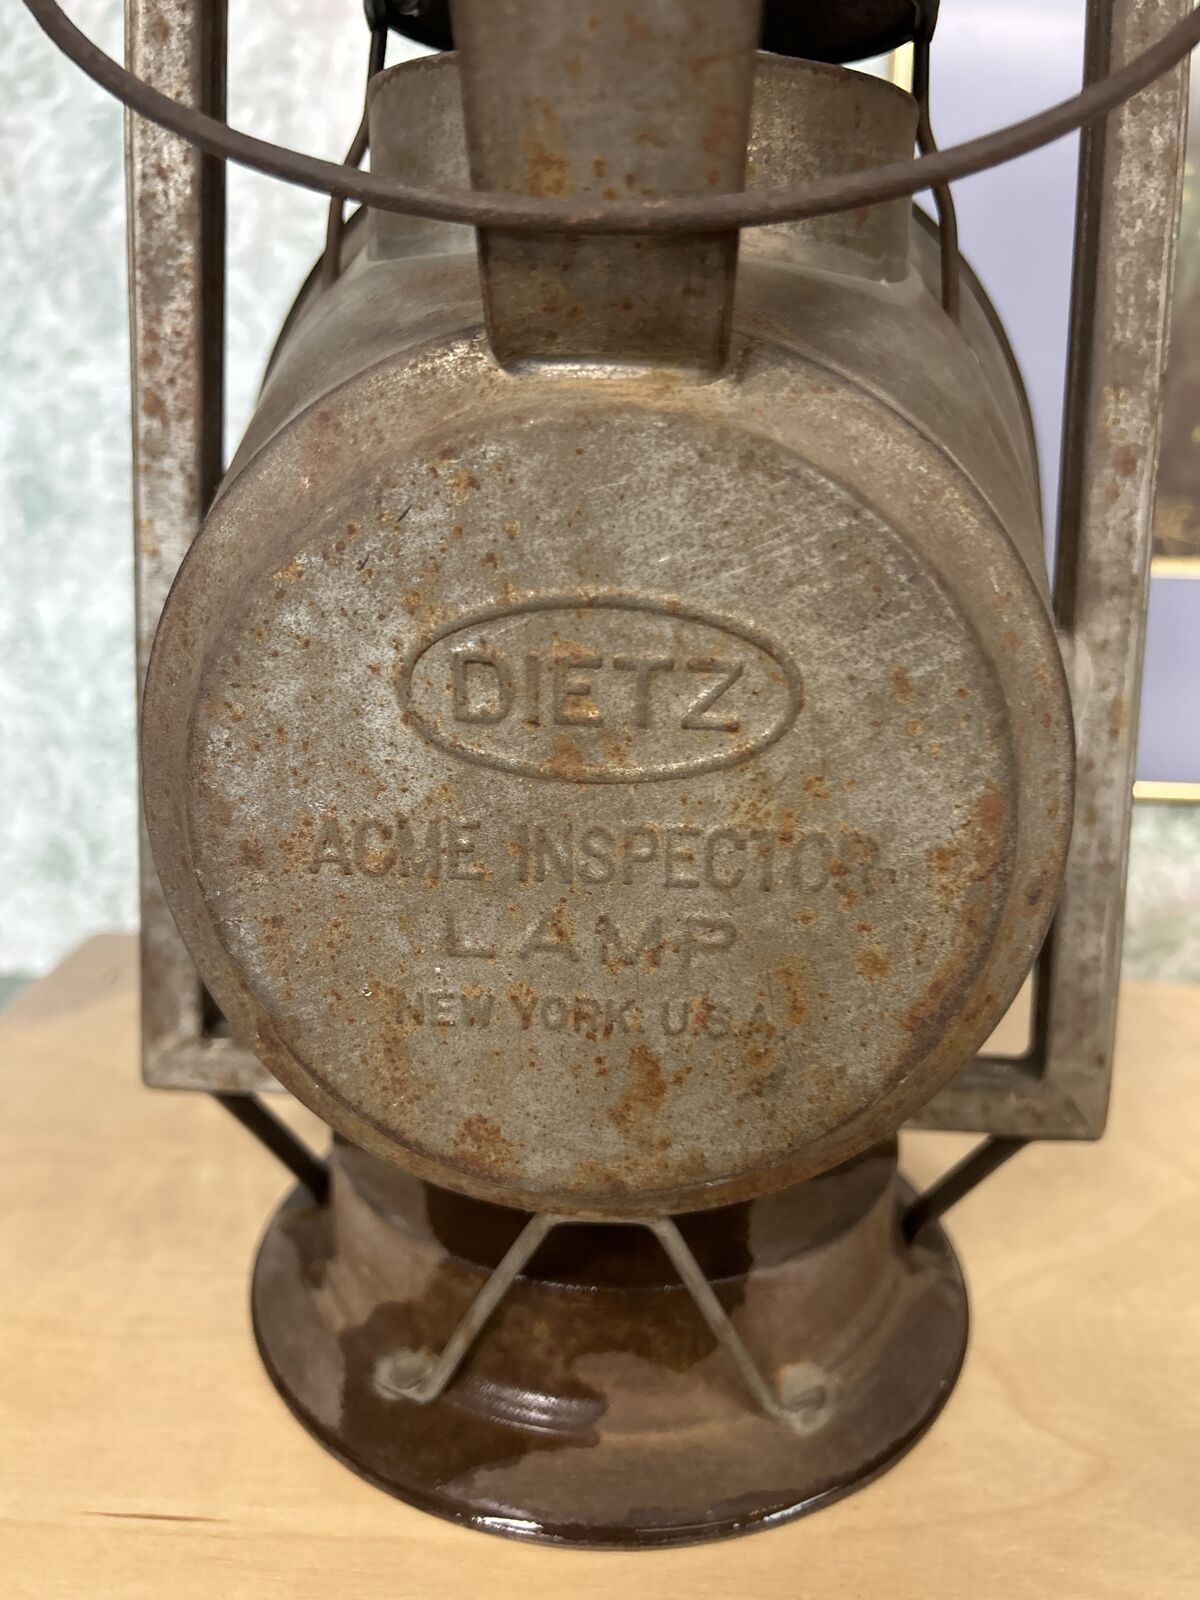 DIETZ
ACME INSPECTOR
LAMP
NEW YORK U.S.A.